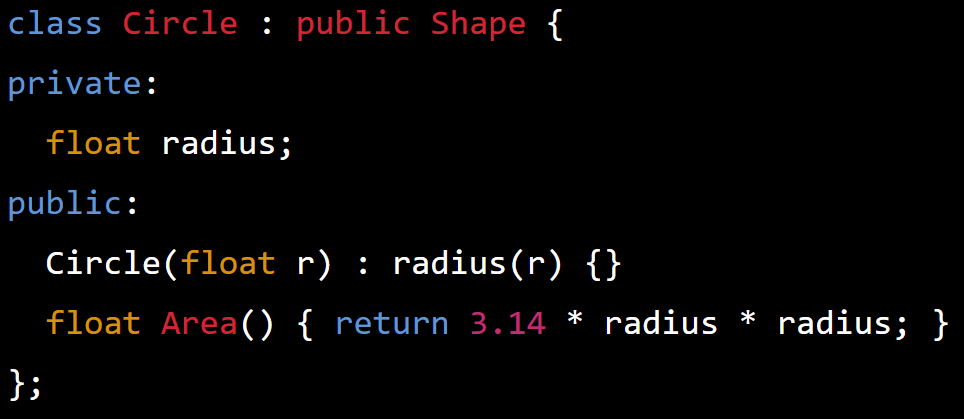 class Circle : public Shape {
private:
  float radius;
public:
  Circle(float r) : radius(r) {}
  float Area() { return 3.14 * radius * radius; }
};